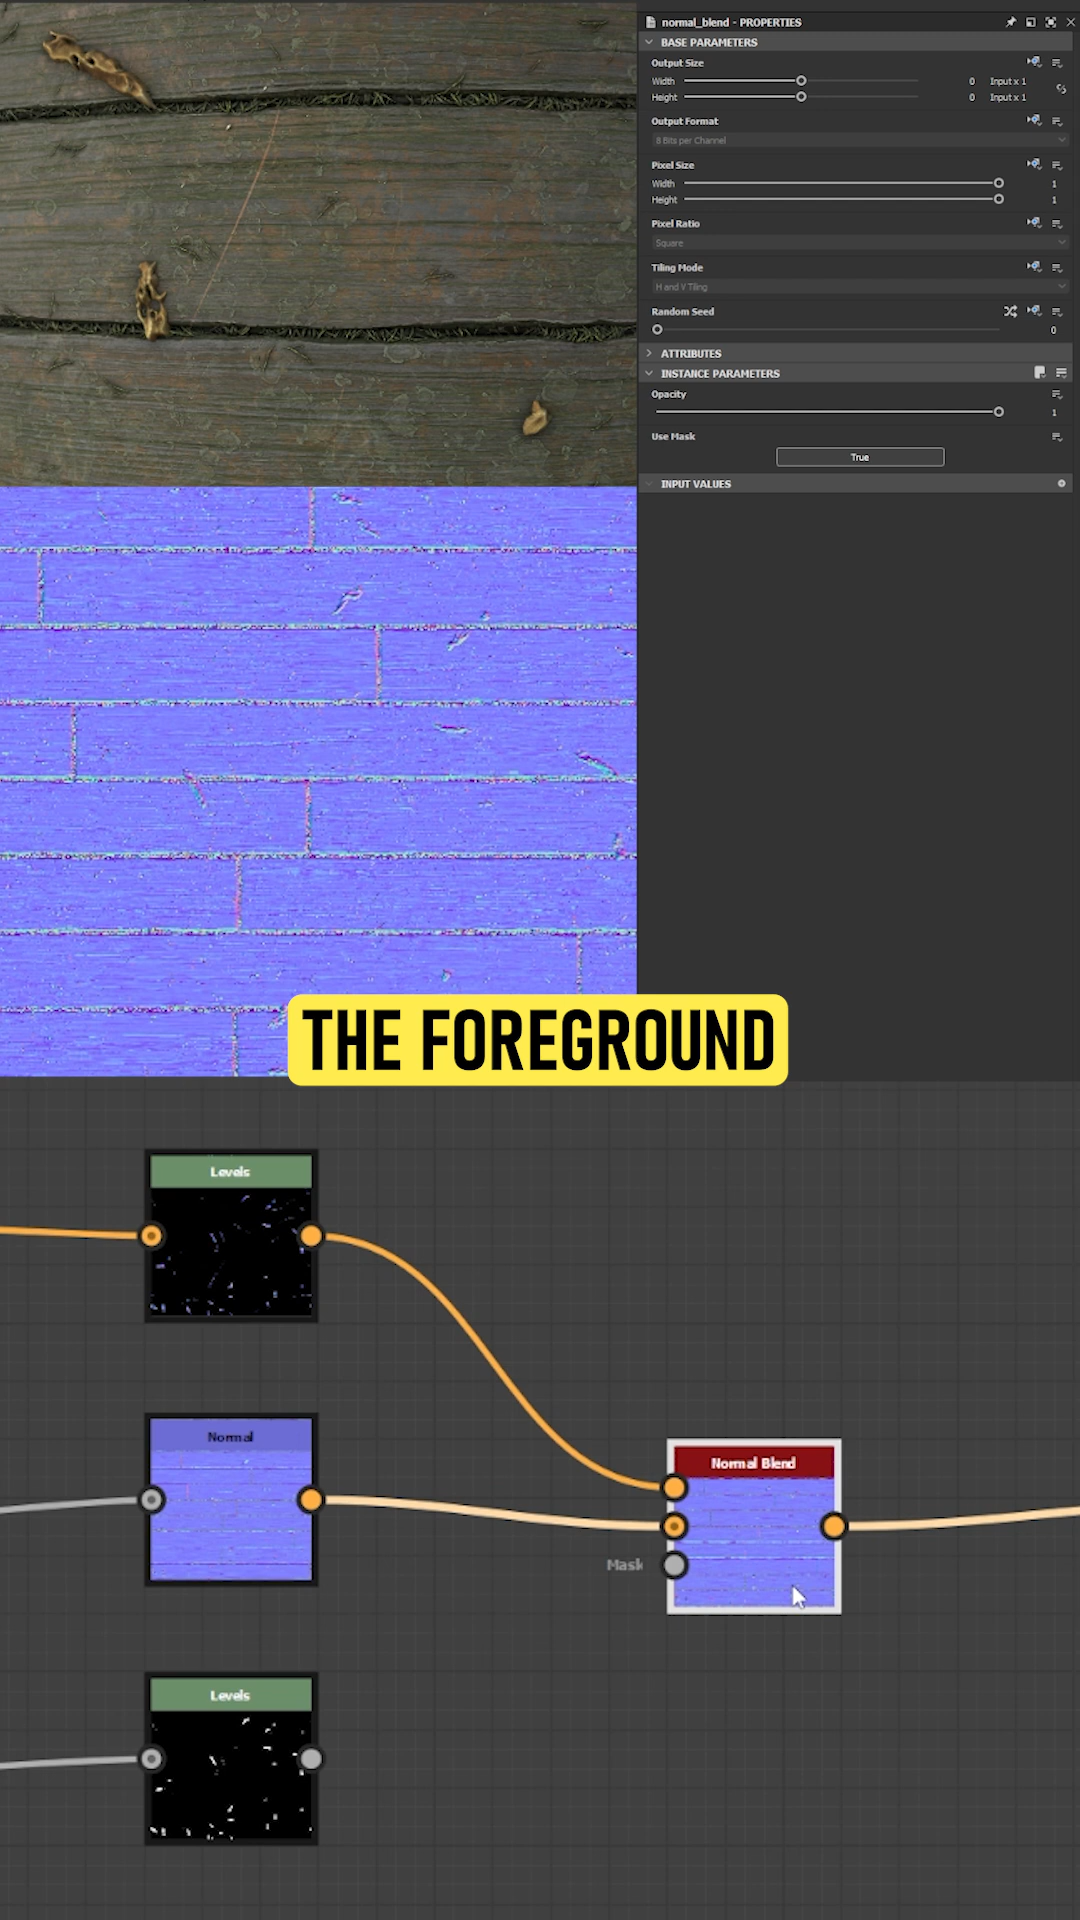 normal_blend - PROPERTIES
BASE PARAMETERS
Output Size
Width 0 Input x 1
Height 0 Input x 1
Output Format
8 Bits per Channel
Pixel Size
Width 1
Height 1
Pixel Ratio
Square
Tiling Mode
H and V Tiling
Random Seed
0
ATTRIBUTES
INSTANCE PARAMETERS
Opacity
1
Use Mask
True
INPUT VALUES
THE FOREGROUND
Levels
Normal
Normal Blend
Mask
Levels